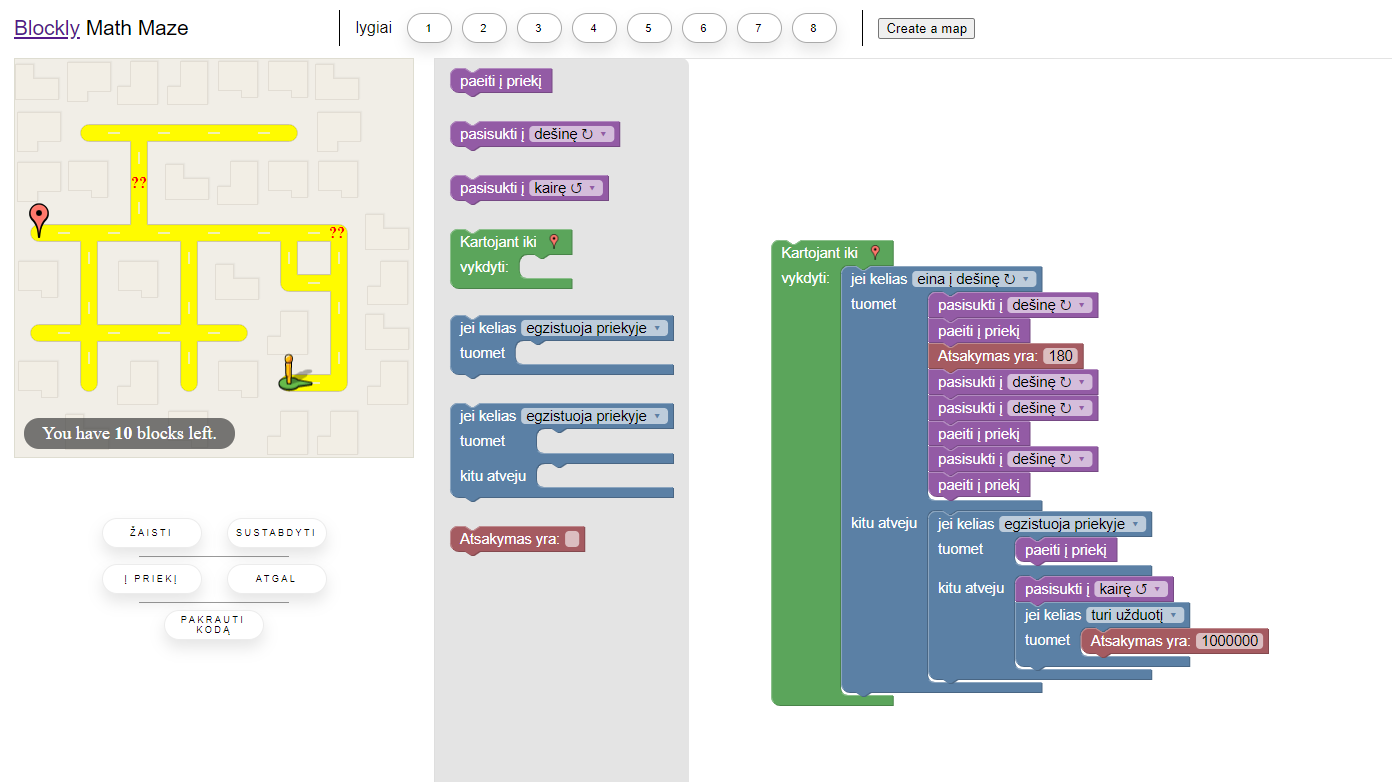 Blockly Math Maze
lygiai
1
2
3
4
5
6
7
8
Create a map
??
??
You have 10 blocks left.
ŽAISTI
SUSTABDYTI
Į PRIEKĮ
ATGAL
PAKRAUTI
KODĄ
paeiti į priekį
pasisukti į dešinę ↻ ▾
pasisukti į kairę ↺ ▾
Kartojant iki
vykdyti:
jei kelias egzistuoja priekyje ▾
tuomet
jei kelias egzistuoja priekyje ▾
tuomet
kitu atveju
Atsakymas yra:
Kartojant iki
vykdyti:
jei kelias eina į dešinę ↻ ▾
tuomet
pasisukti į dešinę ↻ ▾
paeiti į priekį
Atsakymas yra: 180
pasisukti į dešinę ↻ ▾
pasisukti į dešinę ↻ ▾
paeiti į priekį
pasisukti į dešinę ↻ ▾
paeiti į priekį
kitu atveju
jei kelias egzistuoja priekyje ▾
tuomet
paeiti į priekį
kitu atveju
pasisukti į kairę ↺ ▾
jei kelias turi užduotį ▾
tuomet
Atsakymas yra: 1000000